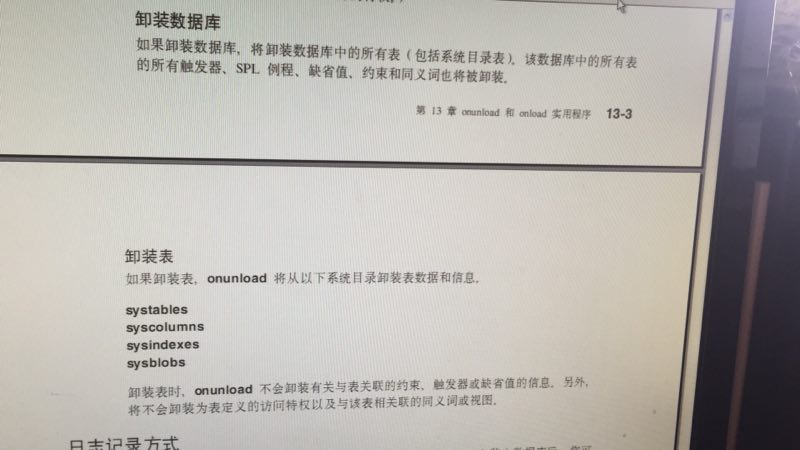 卸装数据库
如果卸装数据库，将卸装数据库中的所有表（包括系统目录表）。该数据库中的所有表
的所有触发器、SPL 例程、缺省值、约束和同义词也将被卸装。
第 13 章 onunload 和 onload 实用程序 13-3
卸装表
如果卸装表，onunload 将从以下系统目录卸装表数据和信息。
systables
syscolumns
sysindexes
sysblobs
卸装表时，onunload 不会卸装有关与表关联的约束、触发器或缺省值的信息。另外，
将不会卸装为表定义的访问特权以及与该表相关联的同义词或视图。
日志记录方式